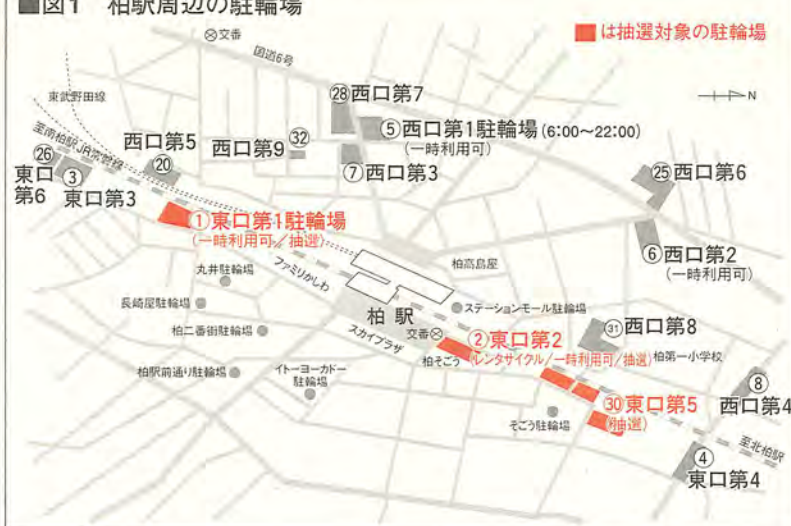 ■図1 柏駅周辺の駐輪場
■は抽選対象の駐輪場
交番
国道6号
東武野田線
至南柏駅JR常磐線
N
㉘西口第7
⑤西口第1駐輪場(6:00〜22:00)
(一時利用可)
西口第5
⑳
西口第9
㉜
⑦西口第3
㉖
東口
第6
③
東口第3
㉕西口第6
①東口第1駐輪場
(一時利用可/抽選)
⑥西口第2
(一時利用可)
丸井駐輪場
ファミリかしわ
柏高島屋
長崎屋駐輪場
柏駅
ステーションモール駐輪場
柏二番街駐輪場
スカイプラザ
交番
柏そごう
②東口第2
(レンタサイクル/一時利用可/抽選)
㉛西口第8
柏第一小学校
柏駅前通り駐輪場
イトーヨーカドー
駐輪場
⑧
西口第4
㉚東口第5
(抽選)
そごう駐輪場
至北柏駅
④
東口第4